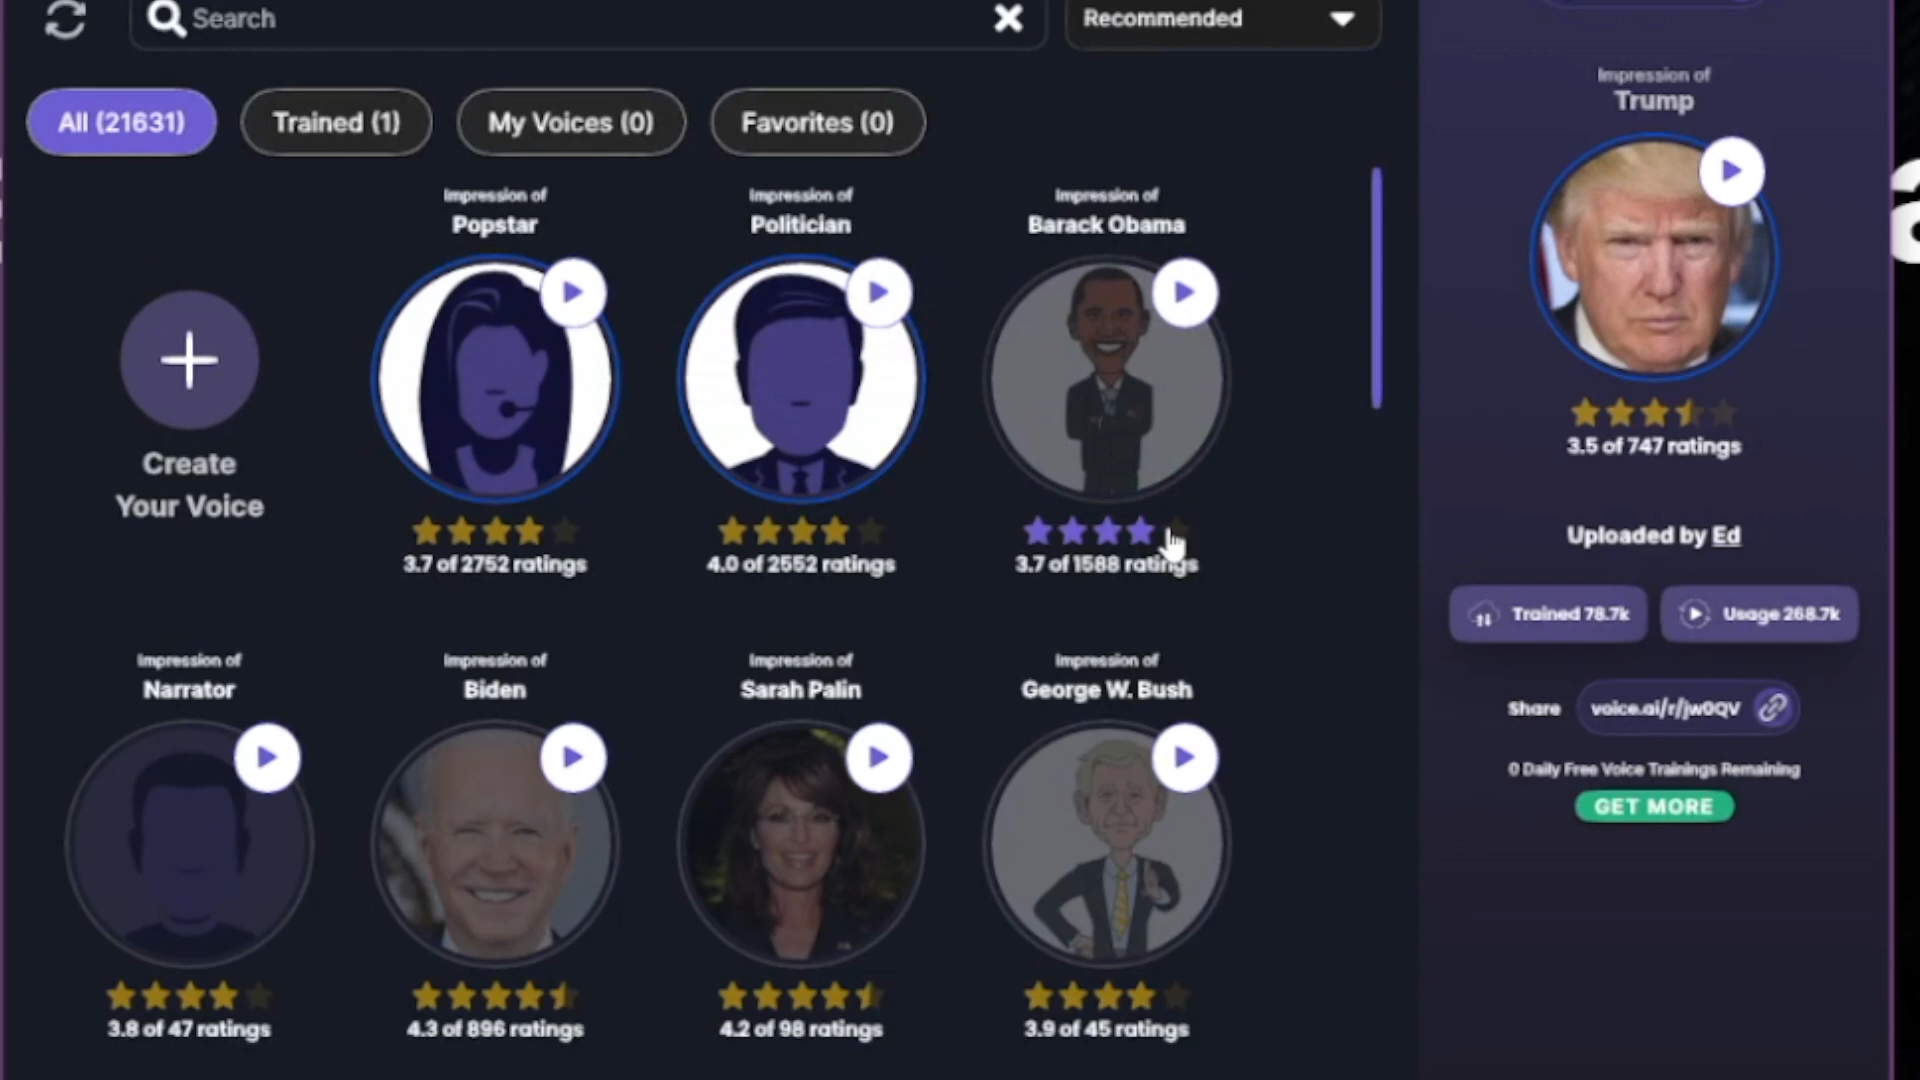 Search
Recommended
All (21631)
Trained (1)
My Voices (0)
Favorites (0)
Impression of
Popstar
Impression of
Politician
Impression of
Barack Obama
Create
Your Voice
3.7 of 2752 ratings
4.0 of 2552 ratings
3.7 of 1588 ratings
Impression of
Narrator
Impression of
Biden
Impression of
Sarah Palin
Impression of
George W. Bush
3.8 of 47 ratings
4.3 of 896 ratings
4.2 of 98 ratings
3.9 of 45 ratings
Impression of
Trump
3.5 of 747 ratings
Uploaded by Ed
Trained 78.7k
Usage 268.7k
Share
voice.ai/r/jw0QV
0 Daily Free Voice Trainings Remaining
GET MORE